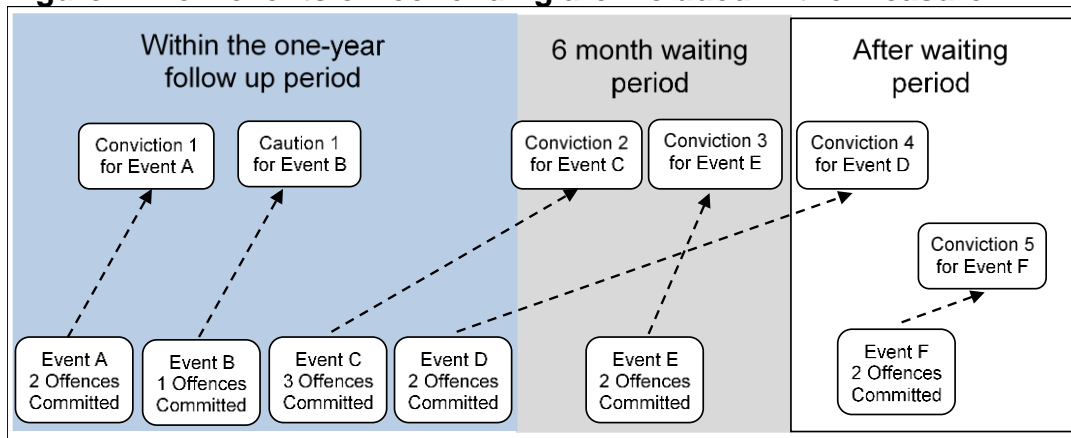 Within the one-year
follow up period
6 month waiting
period
After waiting
period
Conviction 1
for Event A
Caution 1
for Event B
Conviction 2
for Event C
Conviction 3
for Event E
Conviction 4
for Event D
Conviction 5
for Event F
Event A
2 Offences
Committed
Event B
1 Offences
Committed
Event C
3 Offences
Committed
Event D
2 Offences
Committed
Event E
2 Offences
Committed
Event F
2 Offences
Committed